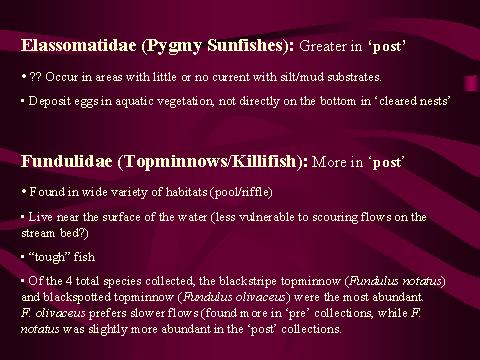 Elassomatidae (Pygmy Sunfishes): Greater in ‘post’
• ?? Occur in areas with little or no current with silt/mud substrates.
• Deposit eggs in aquatic vegetation, not directly on the bottom in ‘cleared nests’
Fundulidae (Topminnows/Killifish): More in ‘post’
• Found in wide variety of habitats (pool/riffle)
• Live near the surface of the water (less vulnerable to scouring flows on the
stream bed?)
• “tough” fish
• Of the 4 total species collected, the blackstripe topminnow (Fundulus notatus)
and blackspotted topminnow (Fundulus olivaceus) were the most abundant.
F. olivaceus prefers slower flows (found more in ‘pre’ collections, while F.
notatus was slightly more abundant in the ‘post’ collections.